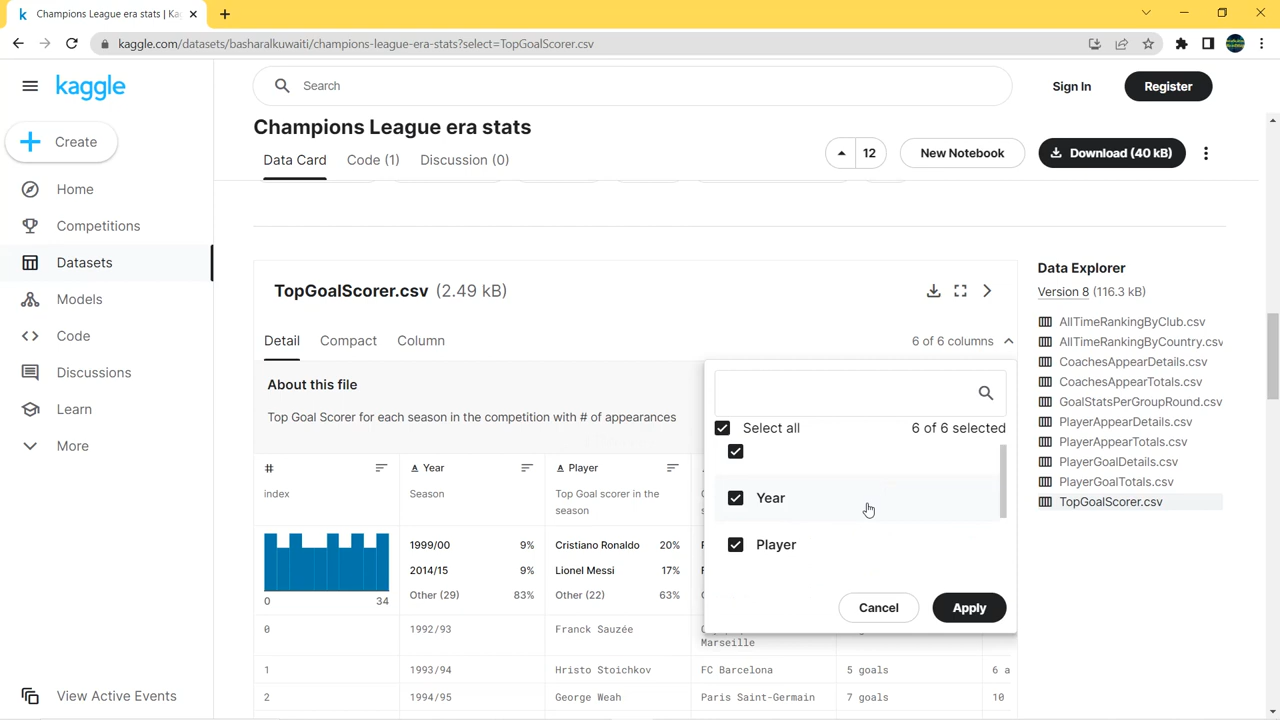 Champions League era stats | Ka
kaggle.com/datasets/basharalkuwaiti/champions-league-era-stats?select=TopGoalScorer.csv
kaggle
Search
Sign In
Register
Create
Home
Competitions
Datasets
Models
Code
Discussions
Learn
More
View Active Events
Champions League era stats
Data Card
Code (1)
Discussion (0)
12
New Notebook
Download (40 kB)
TopGoalScorer.csv (2.49 kB)
Detail
Compact
Column
6 of 6 columns
About this file
Top Goal Scorer for each season in the competition with # of appearances
Select all
6 of 6 selected
Year
Player
Cancel
Apply
# Year Player
index Season Top Goal scorer in the
season
1999/00 9% Cristiano Ronaldo 20%
2014/15 9% Lionel Messi 17%
Other (29) 83% Other (22) 63%
0 34
0 1992/93 Franck Sauzée
Marseille
1 1993/94 Hristo Stoichkov FC Barcelona 5 goals 6 a
2 1994/95 George Weah Paris Saint-Germain 7 goals 10
Data Explorer
Version 8 (116.3 kB)
AllTimeRankingByClub.csv
AllTimeRankingByCountry.csv
CoachesAppearDetails.csv
CoachesAppearTotals.csv
GoalStatsPerGroupRound.csv
PlayerAppearDetails.csv
PlayerAppearTotals.csv
PlayerGoalDetails.csv
PlayerGoalTotals.csv
TopGoalScorer.csv